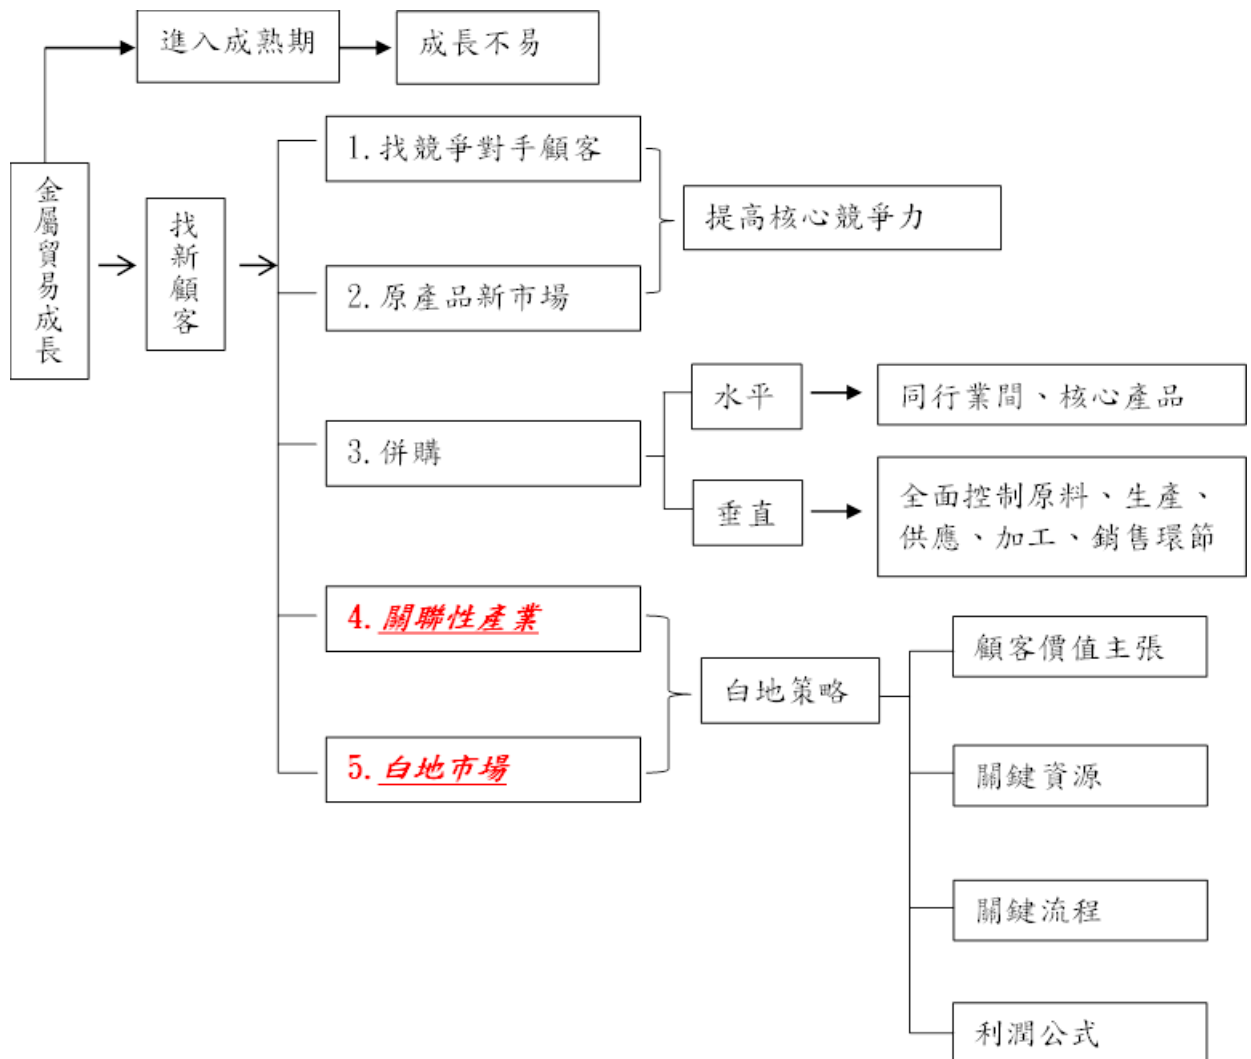 進入成熟期
成長不易
金屬貿易成長
找新顧客
1.找競爭對手顧客
提高核心競爭力
2.原產品新市場
水平
同行業間、核心產品
3.併購
垂直
全面控制原料、生產、
供應、加工、銷售環節
4.關聯性產業
顧客價值主張
白地策略
5.白地市場
關鍵資源
關鍵流程
利潤公式